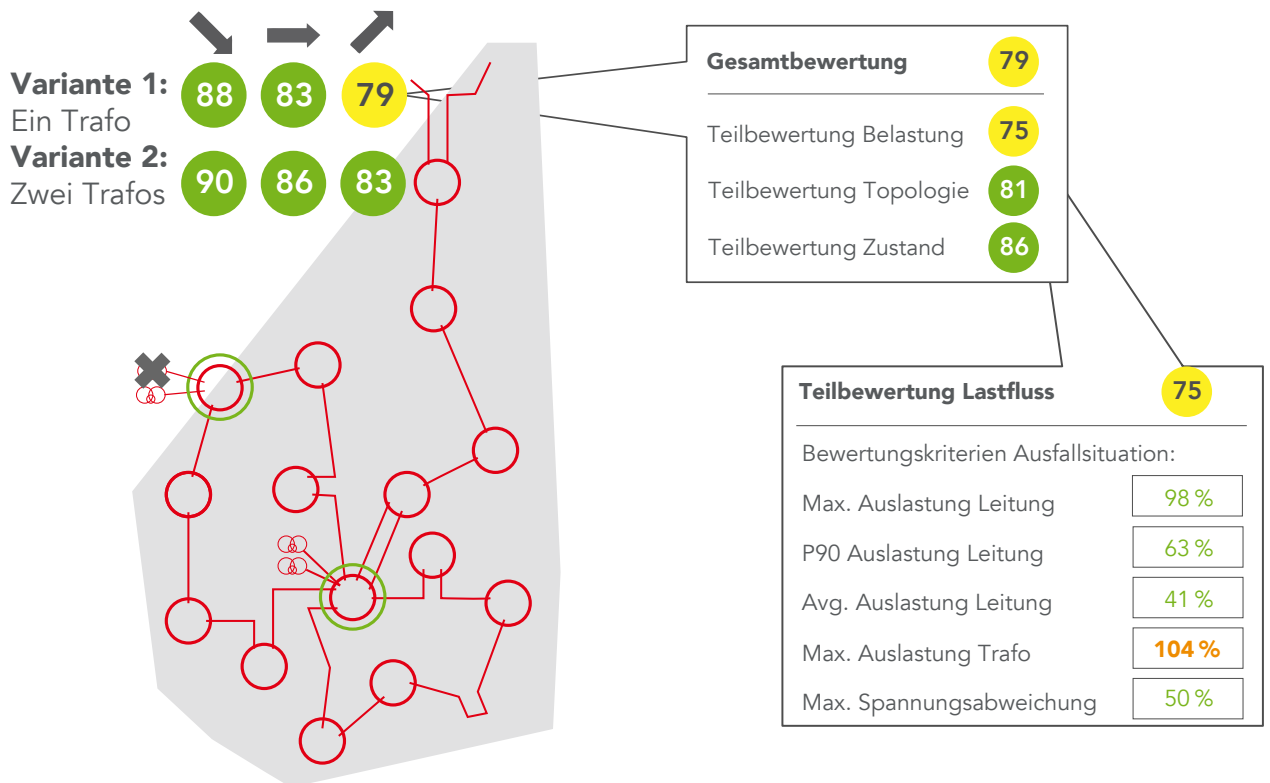 Variante 1:
88 83 79
Ein Trafo
Variante 2:
90 86 83
Zwei Trafos
Gesamtbewertung 79
Teilbewertung Belastung 75
Teilbewertung Topologie 81
Teilbewertung Zustand 86
Teilbewertung Lastfluss 75
Bewertungskriterien Ausfallsituation:
Max. Auslastung Leitung 98 %
P90 Auslastung Leitung 63 %
Avg. Auslastung Leitung 41 %
Max. Auslastung Trafo 104 %
Max. Spannungsabweichung 50 %